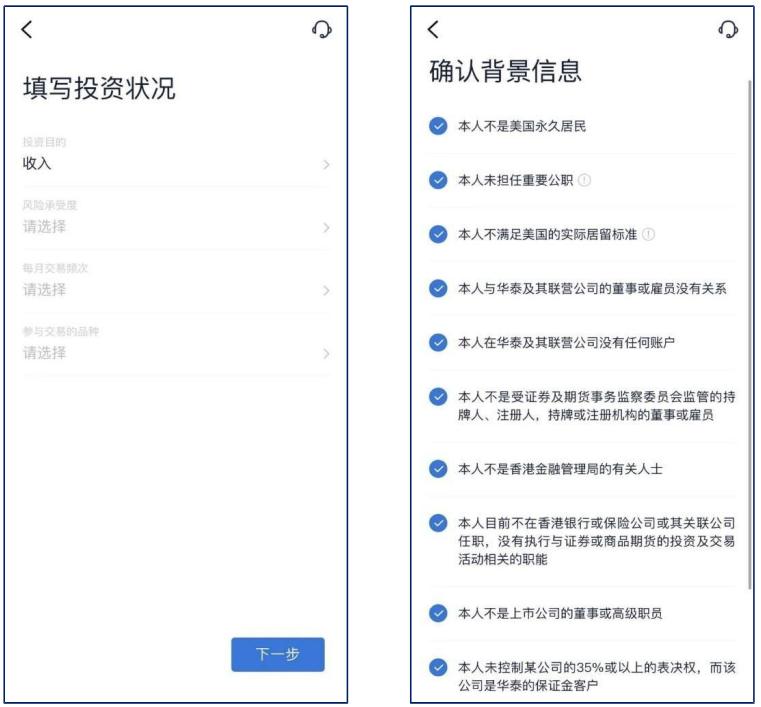 填写投资状况
投资目的
收入
风险承受度
请选择
每月交易频次
请选择
参与交易的品种
请选择
下一步
确认背景信息
本人不是美国永久居民
本人未担任重要公职
本人不满足美国的实际居留标准
本人与华泰及其联营公司的董事或雇员没有关系
本人在华泰及其联营公司没有任何账户
本人不是受证券及期货事务监察委员会监管的持
牌人、注册人，持牌或注册机构的董事或雇员
本人不是香港金融管理局的有关人士
本人目前不在香港银行或保险公司或其关联公司
任职，没有执行与证券或商品期货的投资及交易
活动相关的职能
本人不是上市公司的董事或高级职员
本人未控制某公司的35%或以上的表决权，而该
公司是华泰的保证金客户